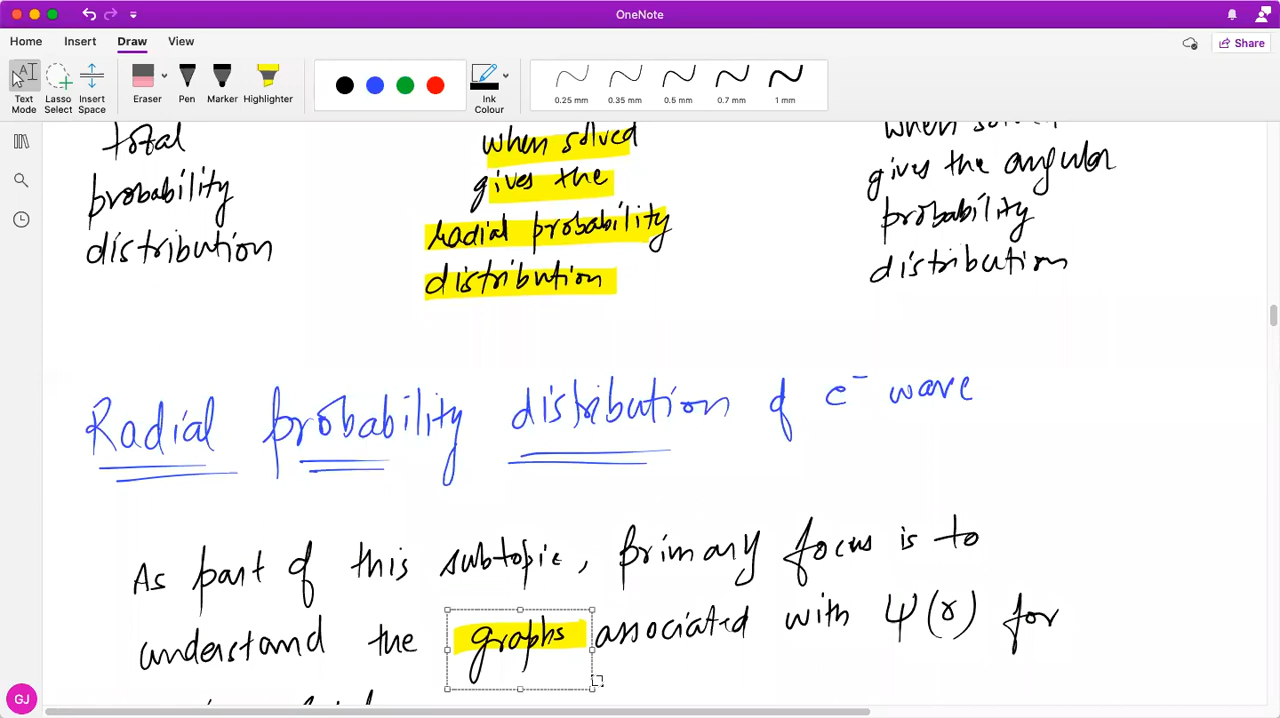 OneNote
Home Insert Draw View
Share
Text Mode
Lasso Select
Insert Space
Eraser
Pen
Marker
Highlighter
Ink Colour
0.25 mm 0.35 mm 0.5 mm 0.7 mm 1 mm
total
probability
distribution
when solved
gives the
radial probability
distribution
when
gives the angular
probability
distribution
Radial probability distribution of e⁻ wave
As part of this subtopic, primary focus is to
understand the graphs associated with Ψ(r) for
GJ